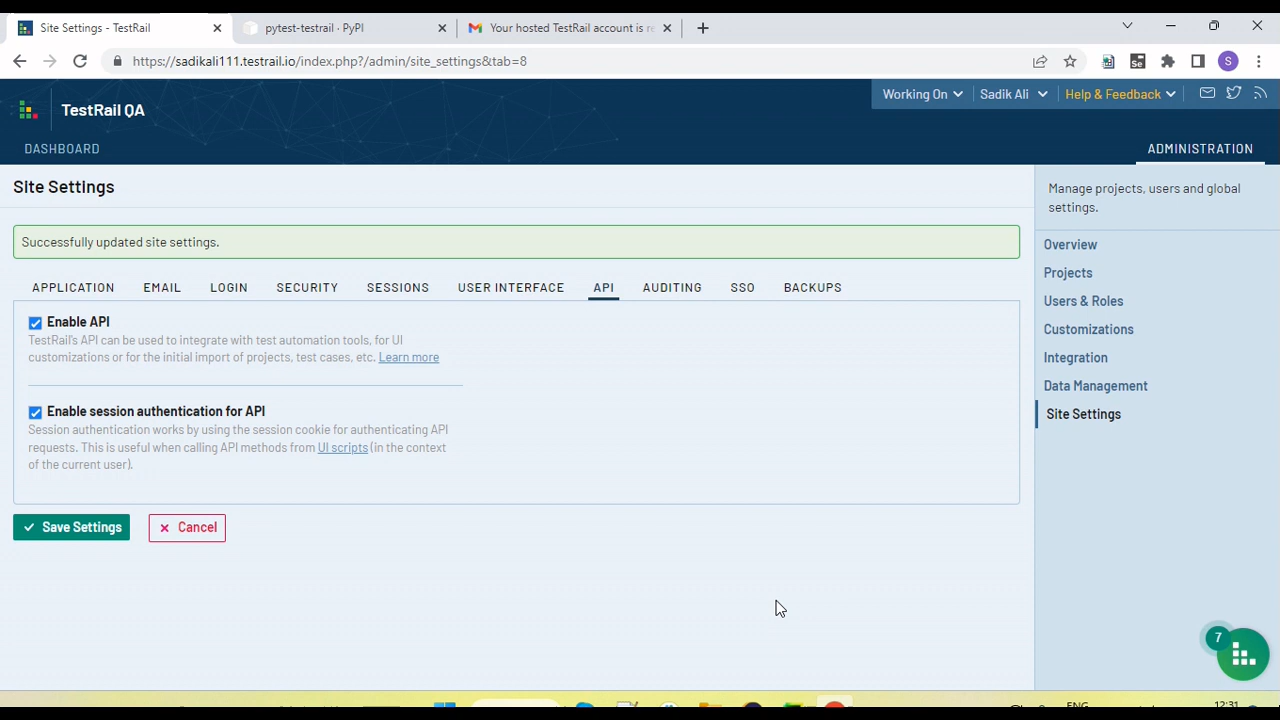 Site Settings - TestRail
pytest-testrail · PyPI
Your hosted TestRail account is re
https://sadikali111.testrail.io/index.php?/admin/site_settings&tab=8
Se
S
TestRail QA
Working On
Sadik Ali
Help & Feedback
DASHBOARD
ADMINISTRATION
Site Settings
Manage projects, users and global
settings.
Successfully updated site settings.
Overview
Projects
Users & Roles
Customizations
Integration
Data Management
Site Settings
APPLICATION
EMAIL
LOGIN
SECURITY
SESSIONS
USER INTERFACE
API
AUDITING
SSO
BACKUPS
Enable API
TestRail's API can be used to integrate with test automation tools, for UI
customizations or for the initial import of projects, test cases, etc. Learn more
Enable session authentication for API
Session authentication works by using the session cookie for authenticating API
requests. This is useful when calling API methods from UI scripts (in the context
of the current user).
Save Settings
Cancel
7
ENG
12:31